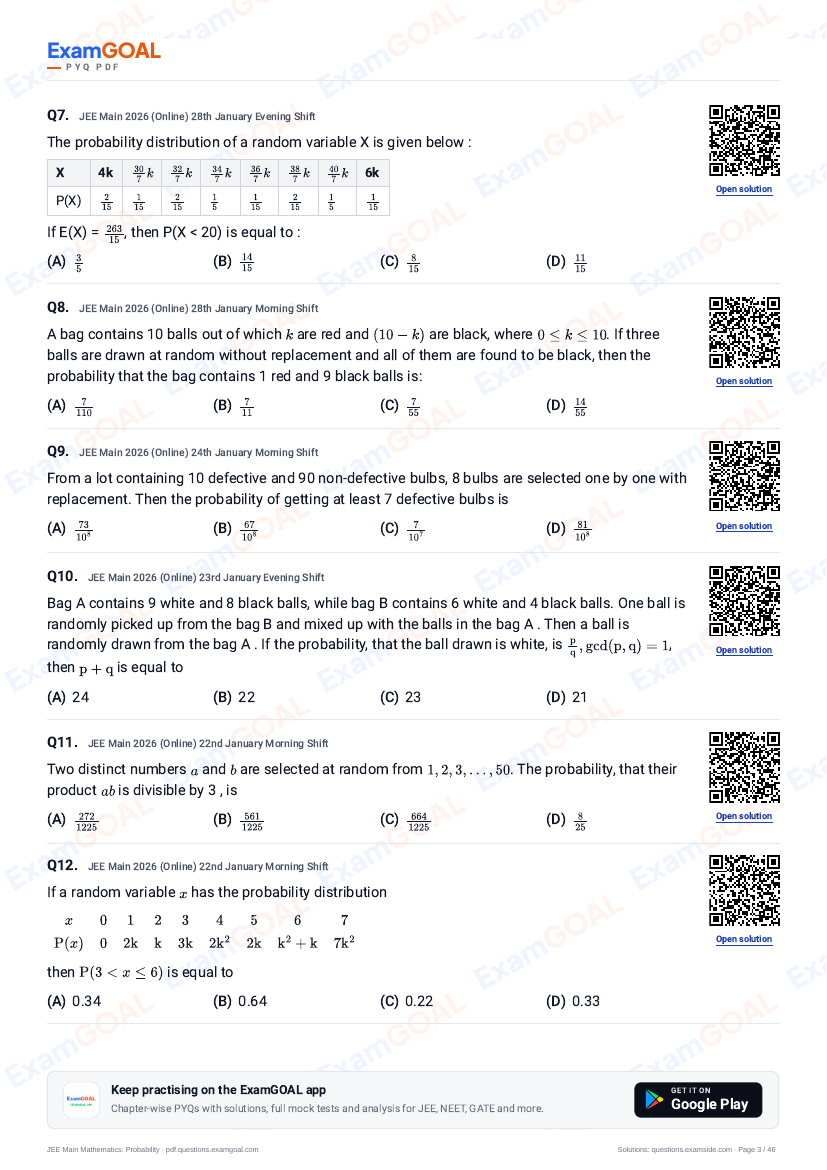 ExamGOAL
PYQ PDF
Q7. JEE Main 2026 (Online) 28th January Evening Shift
The probability distribution of a random variable X is given below :
X 4k 30/7 k 32/7 k 34/7 k 36/7 k 38/7 k 40/7 k 6k
P(X) 2/15 1/15 2/15 1/5 1/15 2/15 1/5 1/15
If E(X) = 263/15, then P(X < 20) is equal to :
(A) 3/5 (B) 14/15 (C) 8/15 (D) 11/15
Open solution
Q8. JEE Main 2026 (Online) 28th January Morning Shift
A bag contains 10 balls out of which k are red and (10 − k) are black, where 0 ≤ k ≤ 10. If three
balls are drawn at random without replacement and all of them are found to be black, then the
probability that the bag contains 1 red and 9 black balls is:
(A) 7/110 (B) 7/11 (C) 7/55 (D) 14/55
Open solution
Q9. JEE Main 2026 (Online) 24th January Morning Shift
From a lot containing 10 defective and 90 non-defective bulbs, 8 bulbs are selected one by one with
replacement. Then the probability of getting at least 7 defective bulbs is
(A) 73/10⁸ (B) 67/10⁸ (C) 7/10⁷ (D) 81/10⁸
Open solution
Q10. JEE Main 2026 (Online) 23rd January Evening Shift
Bag A contains 9 white and 8 black balls, while bag B contains 6 white and 4 black balls. One ball is
randomly picked up from the bag B and mixed up with the balls in the bag A . Then a ball is
randomly drawn from the bag A . If the probability, that the ball drawn is white, is p/q, gcd(p, q) = 1,
then p + q is equal to
(A) 24 (B) 22 (C) 23 (D) 21
Open solution
Q11. JEE Main 2026 (Online) 22nd January Morning Shift
Two distinct numbers a and b are selected at random from 1, 2, 3, . . . , 50. The probability, that their
product ab is divisible by 3 , is
(A) 272/1225 (B) 561/1225 (C) 664/1225 (D) 8/25
Open solution
Q12. JEE Main 2026 (Online) 22nd January Morning Shift
If a random variable x has the probability distribution
x 0 1 2 3 4 5 6 7
P(x) 0 2k k 3k 2k² 2k k² + k 7k²
then P(3 < x ≤ 6) is equal to
(A) 0.34 (B) 0.64 (C) 0.22 (D) 0.33
Open solution
Keep practising on the ExamGOAL app
Chapter-wise PYQs with solutions, full mock tests and analysis for JEE, NEET, GATE and more.
ExamGOAL
GET IT ON
Google Play
JEE Main Mathematics: Probability · pdf.questions.examgoal.com
Solutions: questions.examside.com · Page 3 / 46